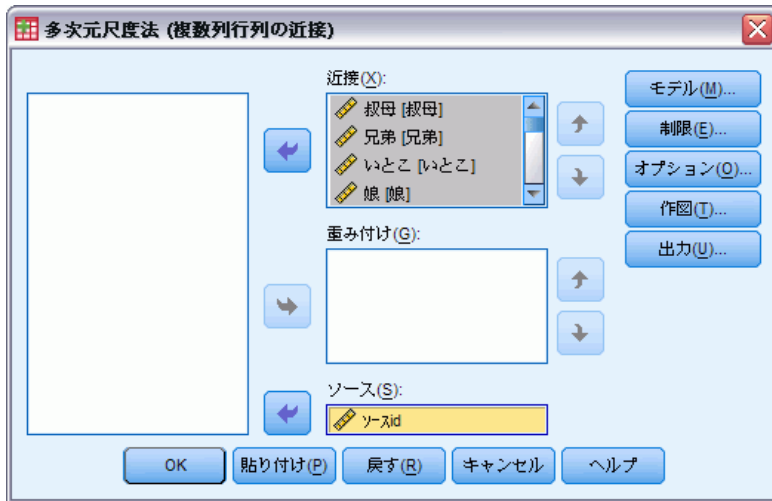 多次元尺度法 (複数列行列の近接)
近接(X):
叔母 [叔母]
兄弟 [兄弟]
いとこ [いとこ]
娘 [娘]
重み付け(G):
ソース(S):
ソースid
モデル(M)...
制限(E)...
オプション(O)...
作図(T)...
出力(U)...
OK
貼り付け(P)
戻す(R)
キャンセル
ヘルプ